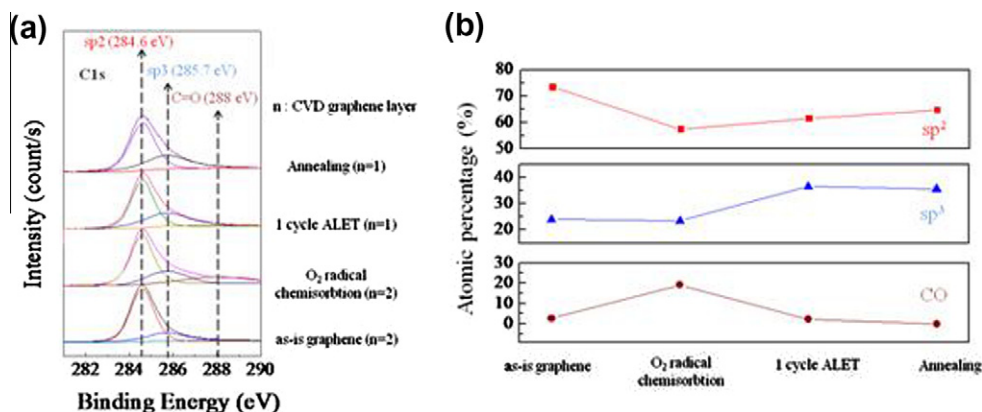 (a)
sp2 (284.6 eV)
C1s
sp3 (285.7 eV)
C=O (288 eV)
n : CVD graphene layer
Annealing (n=1)
1 cycle ALET (n=1)
O2 radical
chemisorbtion (n=2)
as-is graphene (n=2)
Intensity (count/s)
282 284 286 288 290
Binding Energy (eV)
(b)
Atomic percentage (%)
80
70
60
50
sp²
40
30
20
sp³
30
20
10
0
CO
as-is graphene
O2 radical
chemisorbtion
1 cycle ALET
Annealing